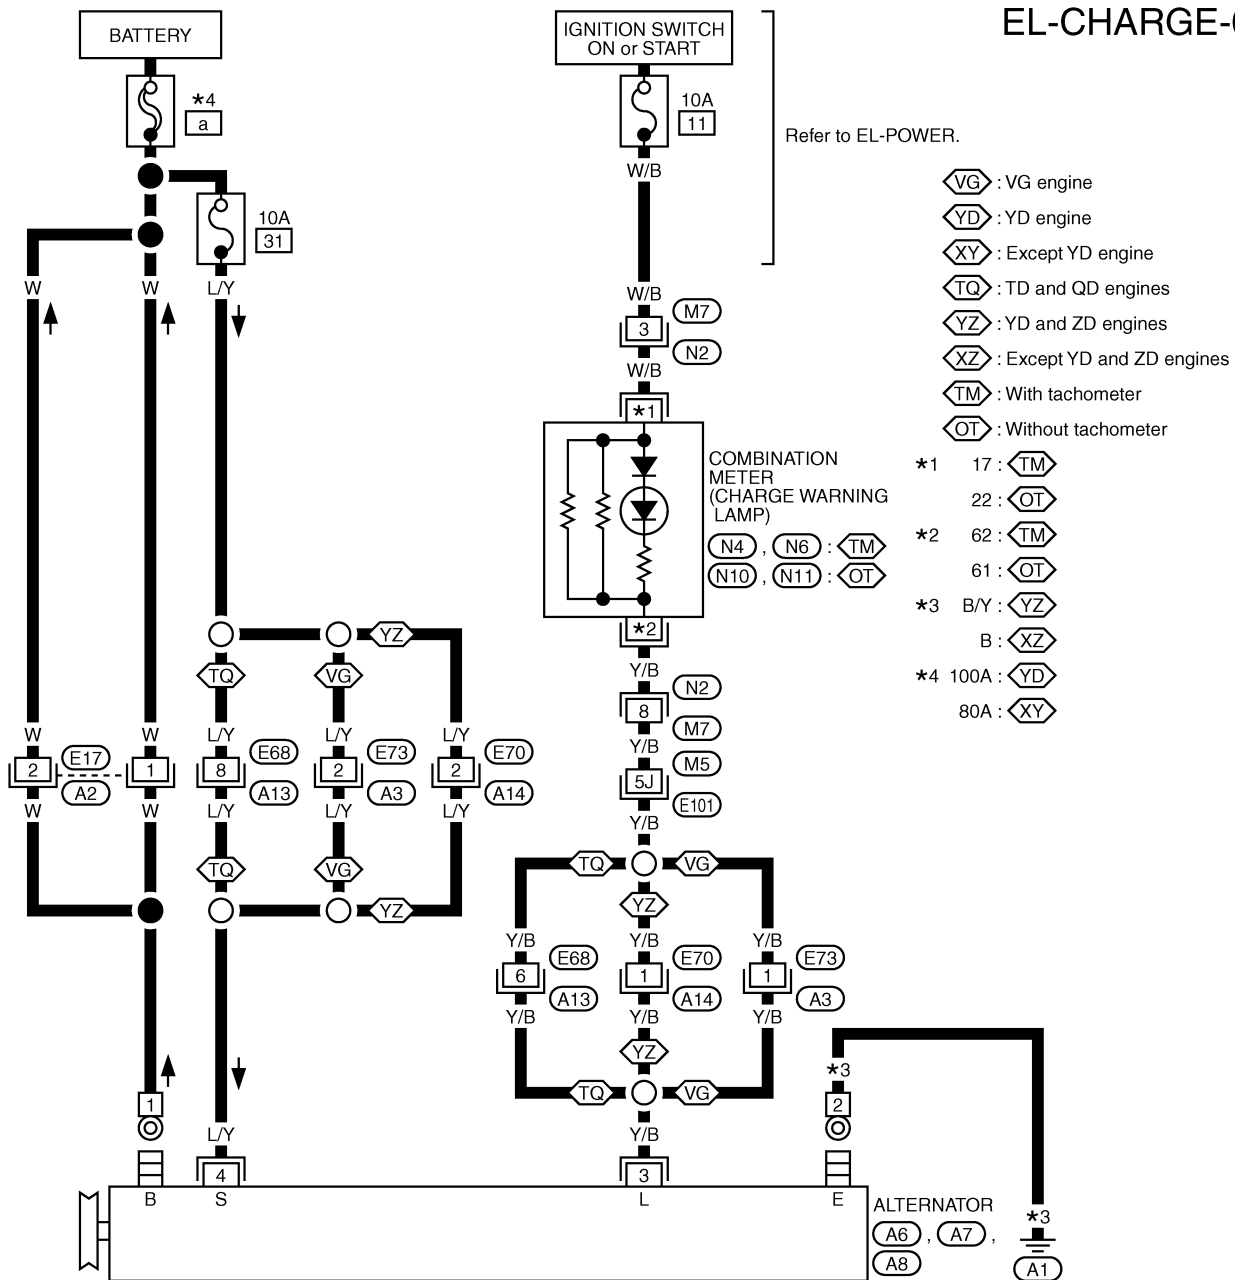 EL-CHARGE-
BATTERY
IGNITION SWITCH
ON or START
*4
a
10A
11
10A
31
Refer to EL-POWER.
W/B
VG : VG engine
YD : YD engine
XY : Except YD engine
TQ : TD and QD engines
YZ : YD and ZD engines
XZ : Except YD and ZD engines
TM : With tachometer
OT : Without tachometer
*1 17 : TM
22 : OT
*2 62 : TM
61 : OT
*3 B/Y : YZ
B : XZ
*4 100A : YD
80A : XY
W
W
L/Y
W/B
3
M7
N2
W/B
*1
COMBINATION
METER
(CHARGE WARNING
LAMP)
N4 , N6 : TM
N10 , N11 : OT
*2
Y/B
8
N2
M7
Y/B
5J
M5
E101
Y/B
YZ
TQ
VG
W
W
L/Y
L/Y
L/Y
2
E17
A2
1
8
E68
A13
2
E73
A3
2
E70
A14
W
W
L/Y
L/Y
L/Y
TQ
VG
YZ
TQ
VG
YZ
Y/B
Y/B
Y/B
6
E68
A13
1
E70
A14
1
E73
A3
Y/B
Y/B
Y/B
YZ
TQ
VG
*3
1
2
L/Y
Y/B
4
3
B
S
L
E
ALTERNATOR
A6 , A7 ,
A8
*3
A1